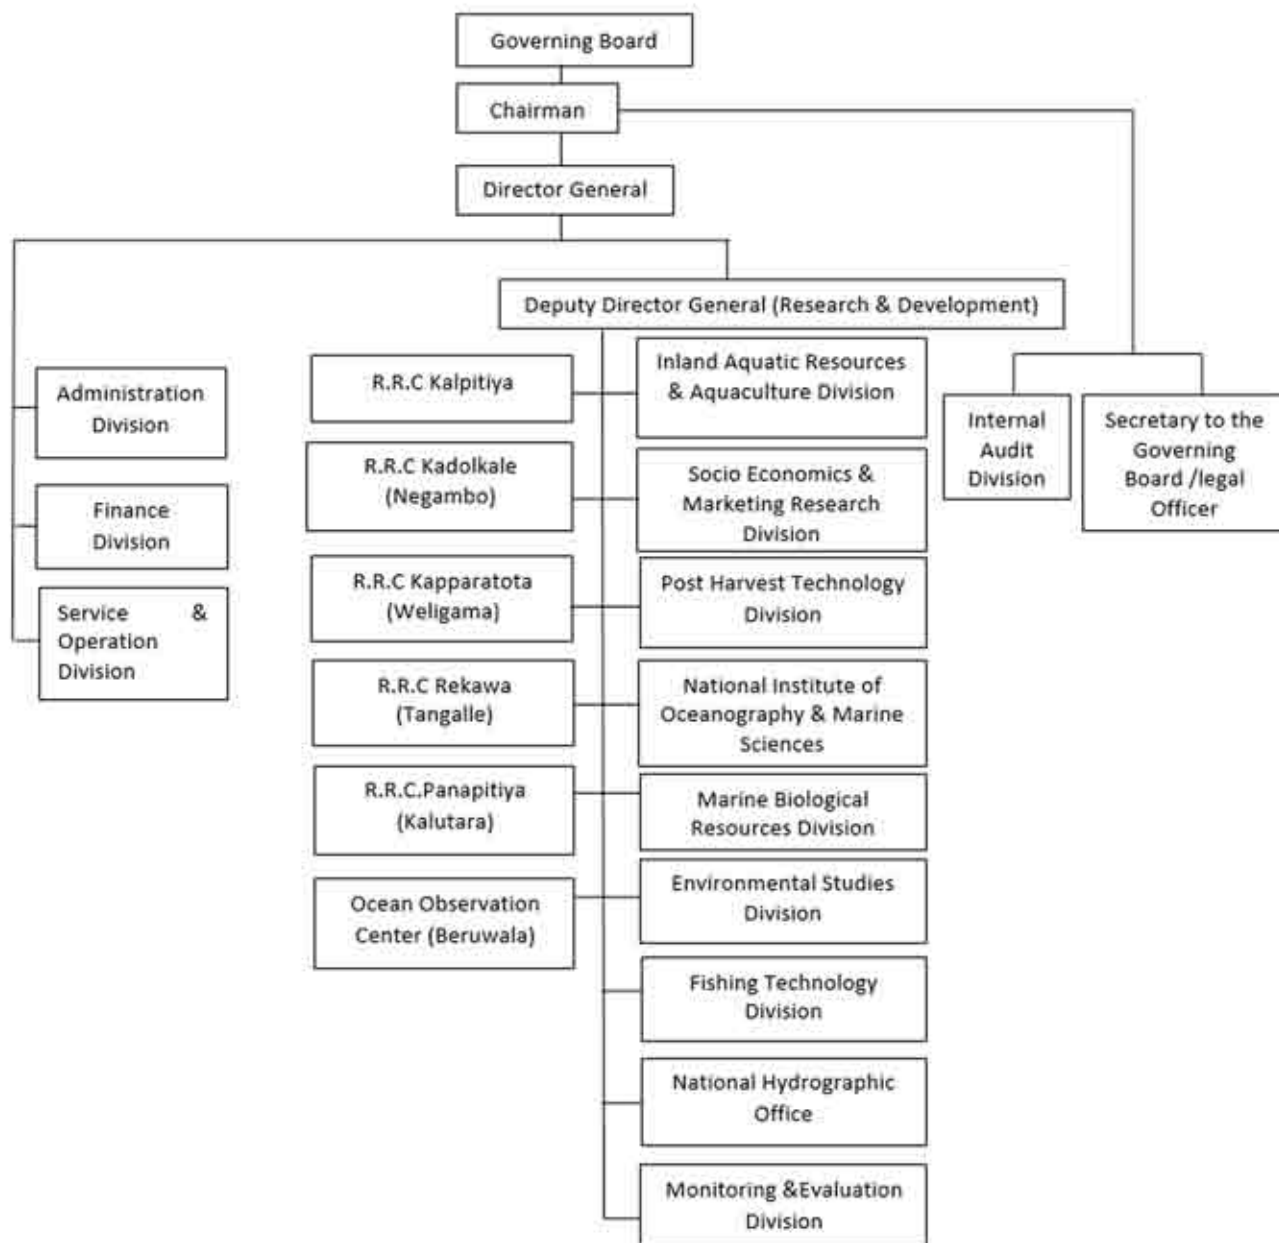 Governing Board
Chairman
Director General
Deputy Director General (Research & Development)
Administration
Division
Finance
Division
Service &
Operation
Division
R.R.C Kalpitiya
R.R.C Kadolkale
(Negambo)
R.R.C Kapparatota
(Weligama)
R.R.C Rekawa
(Tangalle)
R.R.C.Panapitiya
(Kalutara)
Ocean Observation
Center (Beruwala)
Inland Aquatic Resources
& Aquaculture Division
Socio Economics &
Marketing Research
Division
Post Harvest Technology
Division
National Institute of
Oceanography & Marine
Sciences
Marine Biological
Resources Division
Environmental Studies
Division
Fishing Technology
Division
National Hydrographic
Office
Monitoring &Evaluation
Division
Internal
Audit
Division
Secretary to the
Governing
Board /legal
Officer